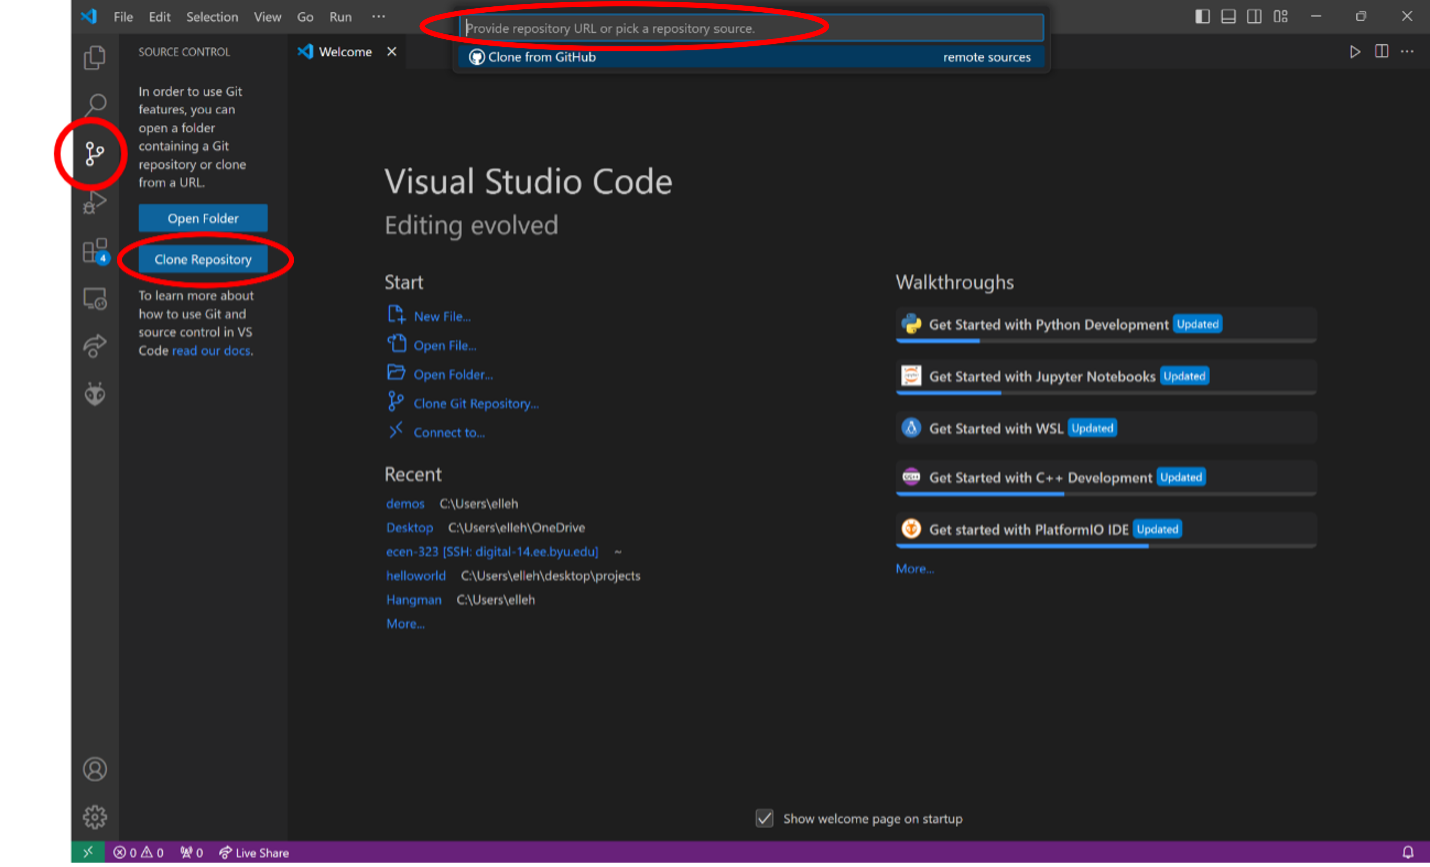 File Edit Selection View Go Run ···
Provide repository URL or pick a repository source.
Clone from GitHub remote sources
SOURCE CONTROL
Welcome
In order to use Git
features, you can
open a folder
containing a Git
repository or clone
from a URL.
Open Folder
Clone Repository
To learn more about
how to use Git and
source control in VS
Code read our docs.
4
Visual Studio Code
Editing evolved
Start
New File...
Open File...
Open Folder...
Clone Git Repository...
Connect to...
Recent
demos C:\Users\elleh
Desktop C:\Users\elleh\OneDrive
ecen-323 [SSH: digital-14.ee.byu.edu] ~
helloworld C:\Users\elleh\desktop\projects
Hangman C:\Users\elleh
More...
Walkthroughs
Get Started with Python Development Updated
Get Started with Jupyter Notebooks Updated
Get Started with WSL Updated
Get Started with C++ Development Updated
Get started with PlatformIO IDE Updated
More...
Show welcome page on startup
0 0 0 Live Share